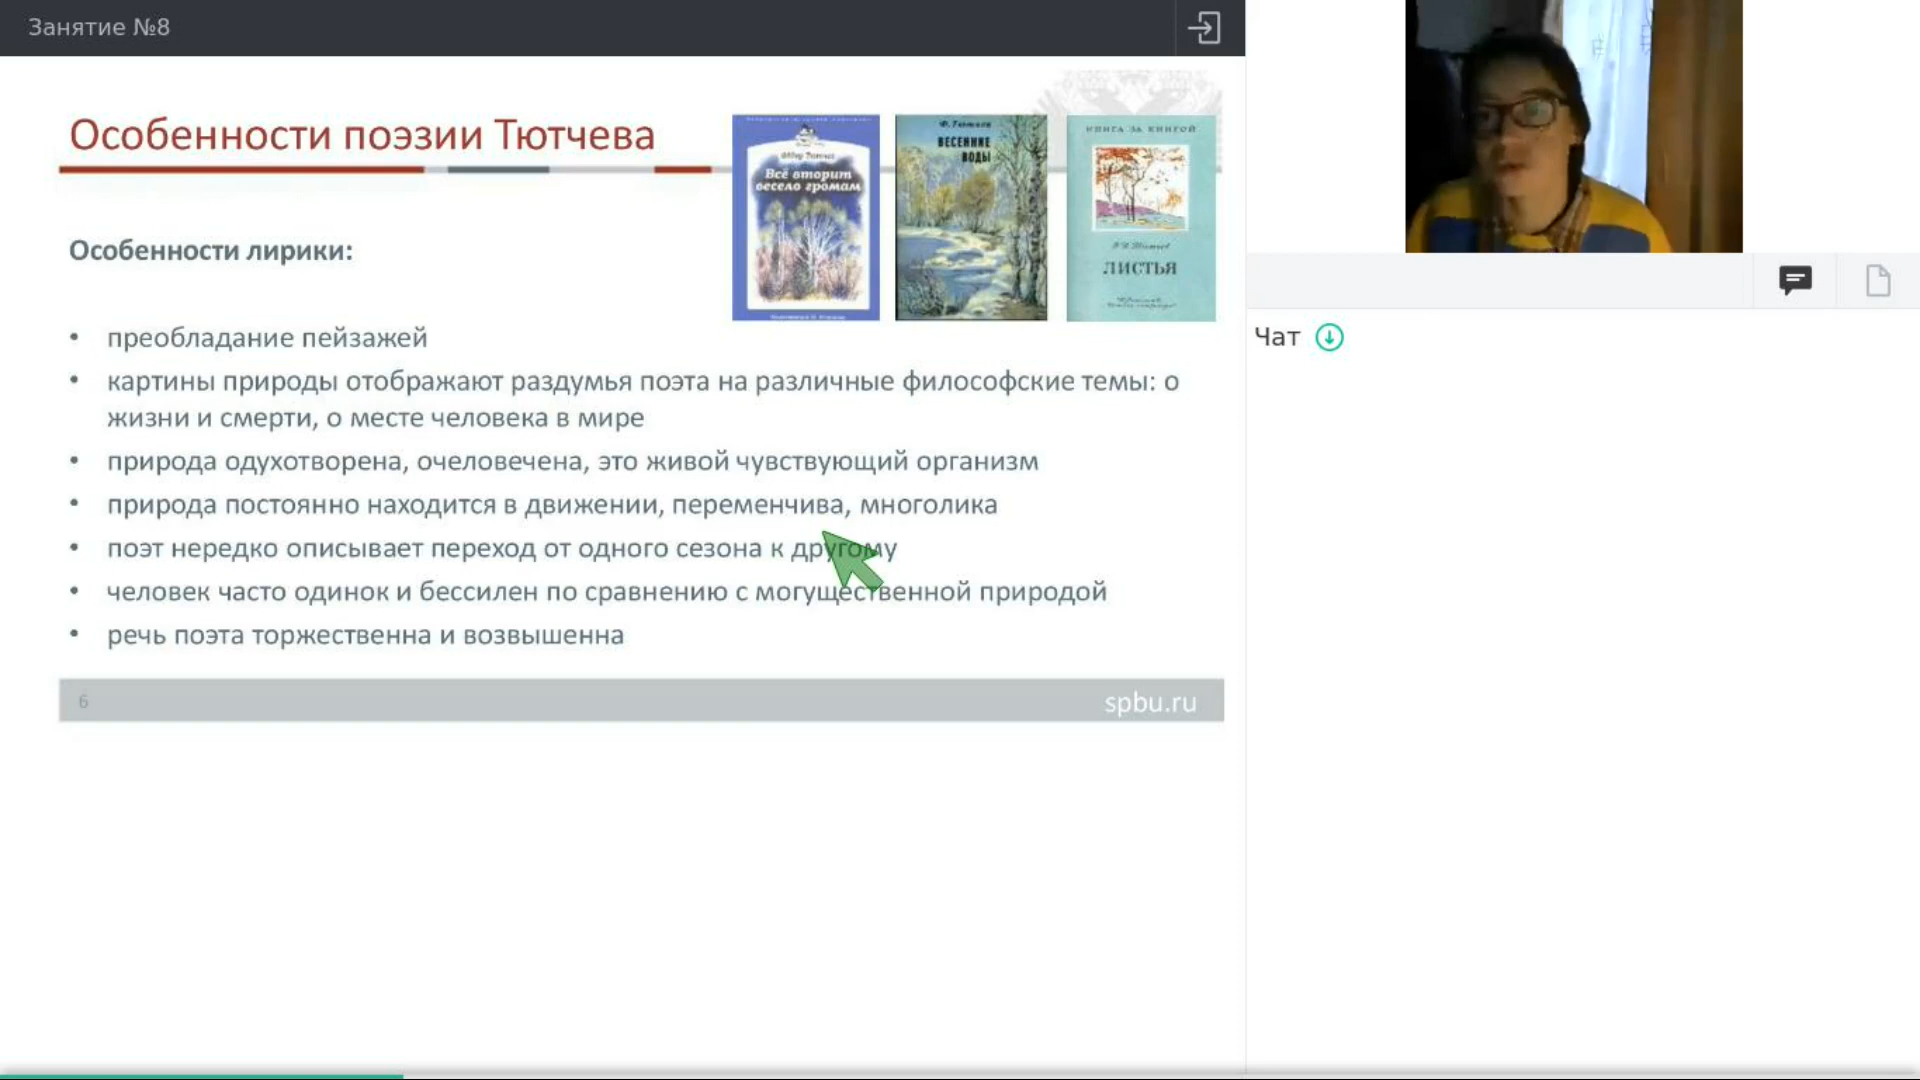 Занятие №8
Особенности поэзии Тютчева
Всё вторит
весело громам
Ф. Тютчев
ВЕСЕННИЕ
ВОДЫ
КНИГА ЗА КНИГОЙ
ЛИСТЬЯ
Особенности лирики:
• преобладание пейзажей
• картины природы отображают раздумья поэта на различные философские темы: о
жизни и смерти, о месте человека в мире
• природа одухотворена, очеловечена, это живой чувствующий организм
• природа постоянно находится в движении, переменчива, многолика
• поэт нередко описывает переход от одного сезона к другому
• человек часто одинок и бессилен по сравнению с могущественной природой
• речь поэта торжественна и возвышенна
6
spbu.ru
Чат